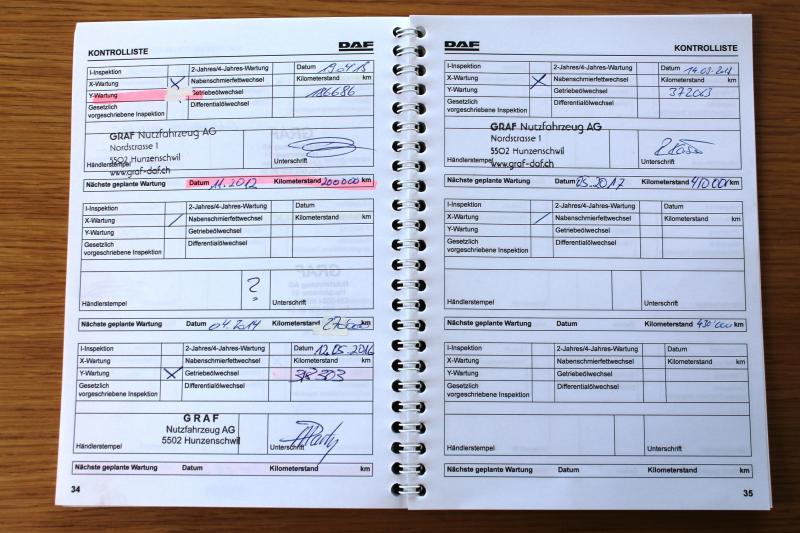 KONTROLLISTE DAF
I-Inspektion 2-Jahres/4-Jahres-Wartung Datum
X-Wartung X Nabenschmierfettwechsel Kilometerstand km
Y-Wartung Getriebeölwechsel 186686
Gesetzlich vorgeschriebene Inspektion Differentialölwechsel
GRAF Nutzfahrzeug AG
Nordstrasse 1
5502 Hunzenschwil
www.graf-daf.ch
Händlerstempel Unterschrift
Nächste geplante Wartung Datum 11.2012 Kilometerstand 200000 km
I-Inspektion 2-Jahres/4-Jahres-Wartung Datum
X-Wartung / Nabenschmierfettwechsel Kilometerstand km
Y-Wartung Getriebeölwechsel
Gesetzlich vorgeschriebene Inspektion Differentialölwechsel
?
Händlerstempel Unterschrift
Nächste geplante Wartung Datum 04.2014 Kilometerstand km
I-Inspektion 2-Jahres/4-Jahres-Wartung Datum 12.05.2016
X-Wartung Nabenschmierfettwechsel Kilometerstand km
Y-Wartung X Getriebeölwechsel
Gesetzlich vorgeschriebene Inspektion Differentialölwechsel
GRAF
Nutzfahrzeug AG
5502 Hunzenschwil
Händlerstempel Unterschrift
Nächste geplante Wartung Datum Kilometerstand km
34
DAF KONTROLLISTE
I-Inspektion 2-Jahres/4-Jahres-Wartung Datum
X-Wartung X Nabenschmierfettwechsel Kilometerstand km
Y-Wartung Getriebeölwechsel 372063
Gesetzlich vorgeschriebene Inspektion Differentialölwechsel
GRAF Nutzfahrzeug AG
Nordstrasse 1
5502 Hunzenschwil
www.graf-daf.ch
Händlerstempel Unterschrift
Nächste geplante Wartung Datum 05.2017 Kilometerstand 410000 km
I-Inspektion 2-Jahres/4-Jahres-Wartung Datum
X-Wartung / Nabenschmierfettwechsel Kilometerstand km
Y-Wartung Getriebeölwechsel
Gesetzlich vorgeschriebene Inspektion Differentialölwechsel
Händlerstempel Unterschrift
Nächste geplante Wartung Datum Kilometerstand 430'000 km
I-Inspektion 2-Jahres/4-Jahres-Wartung Datum
X-Wartung Nabenschmierfettwechsel Kilometerstand km
Y-Wartung Getriebeölwechsel
Gesetzlich vorgeschriebene Inspektion Differentialölwechsel
Händlerstempel Unterschrift
Nächste geplante Wartung Datum Kilometerstand km
35